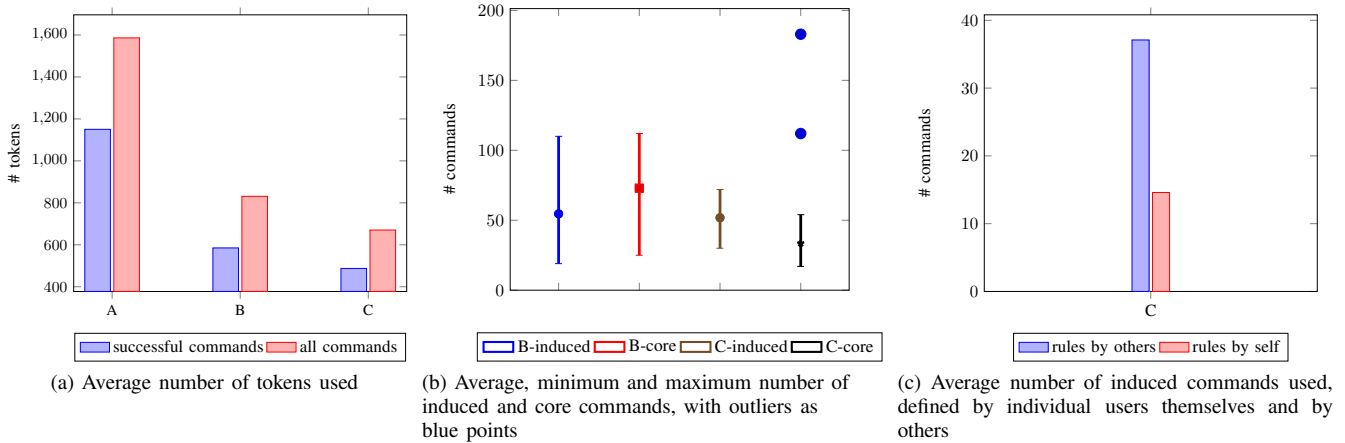 1,600
1,400
1,200
1,000
800
600
400
# tokens
A B C
successful commands all commands
(a) Average number of tokens used
200
150
100
50
0
# commands
B-induced B-core C-induced C-core
(b) Average, minimum and maximum number of
induced and core commands, with outliers as
blue points
40
30
20
10
0
# commands
C
rules by others rules by self
(c) Average number of induced commands used,
defined by individual users themselves and by
others